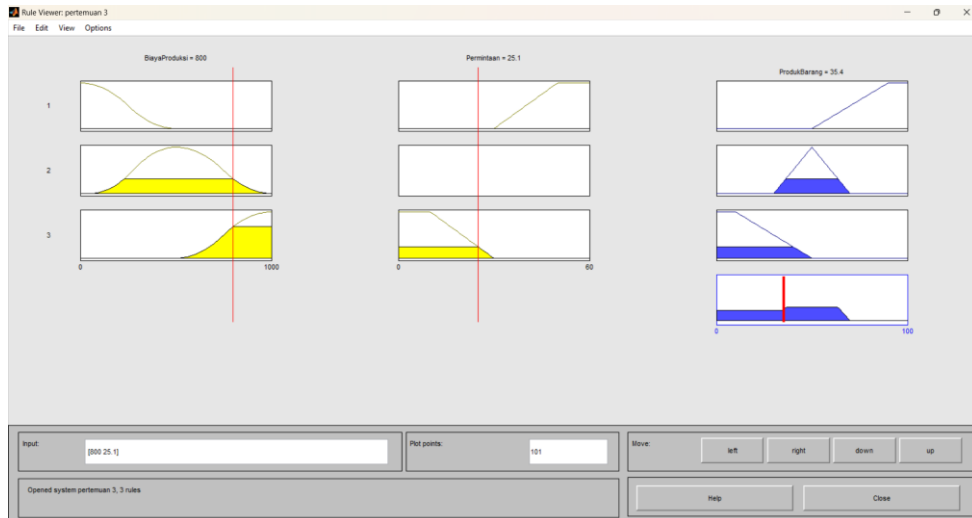 Rule Viewer: pertemuan 3
File Edit View Options
BiayaProduksi = 800
Permintaan = 25.1
ProdukBarang = 35.4
1
2
3
0 1000
0 60
0 100
Input:
[800 25.1]
Plot points:
101
Move:
left right down up
Opened system pertemuan 3, 3 rules
Help Close